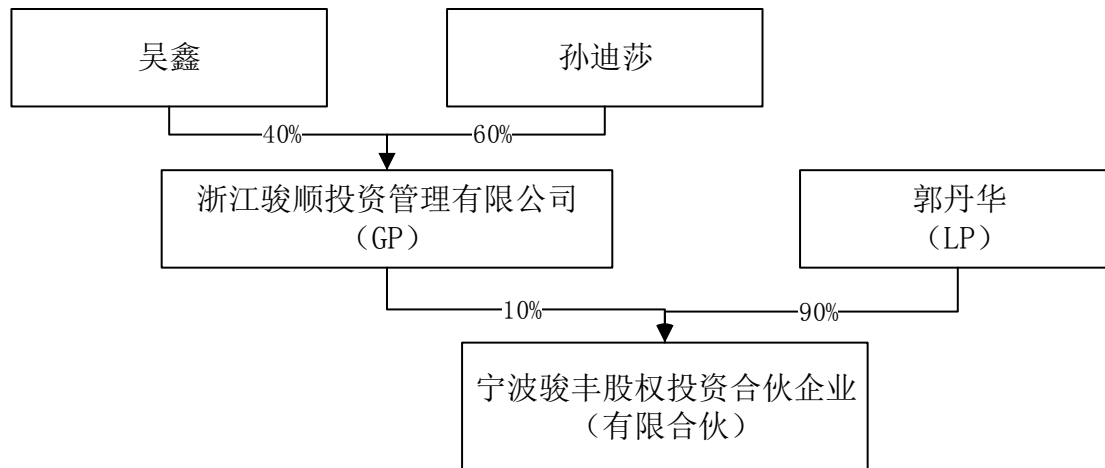 吴鑫
孙迪莎
40%
60%
浙江骏顺投资管理有限公司
（GP）
郭丹华
（LP）
10%
90%
宁波骏丰股权投资合伙企业
（有限合伙）